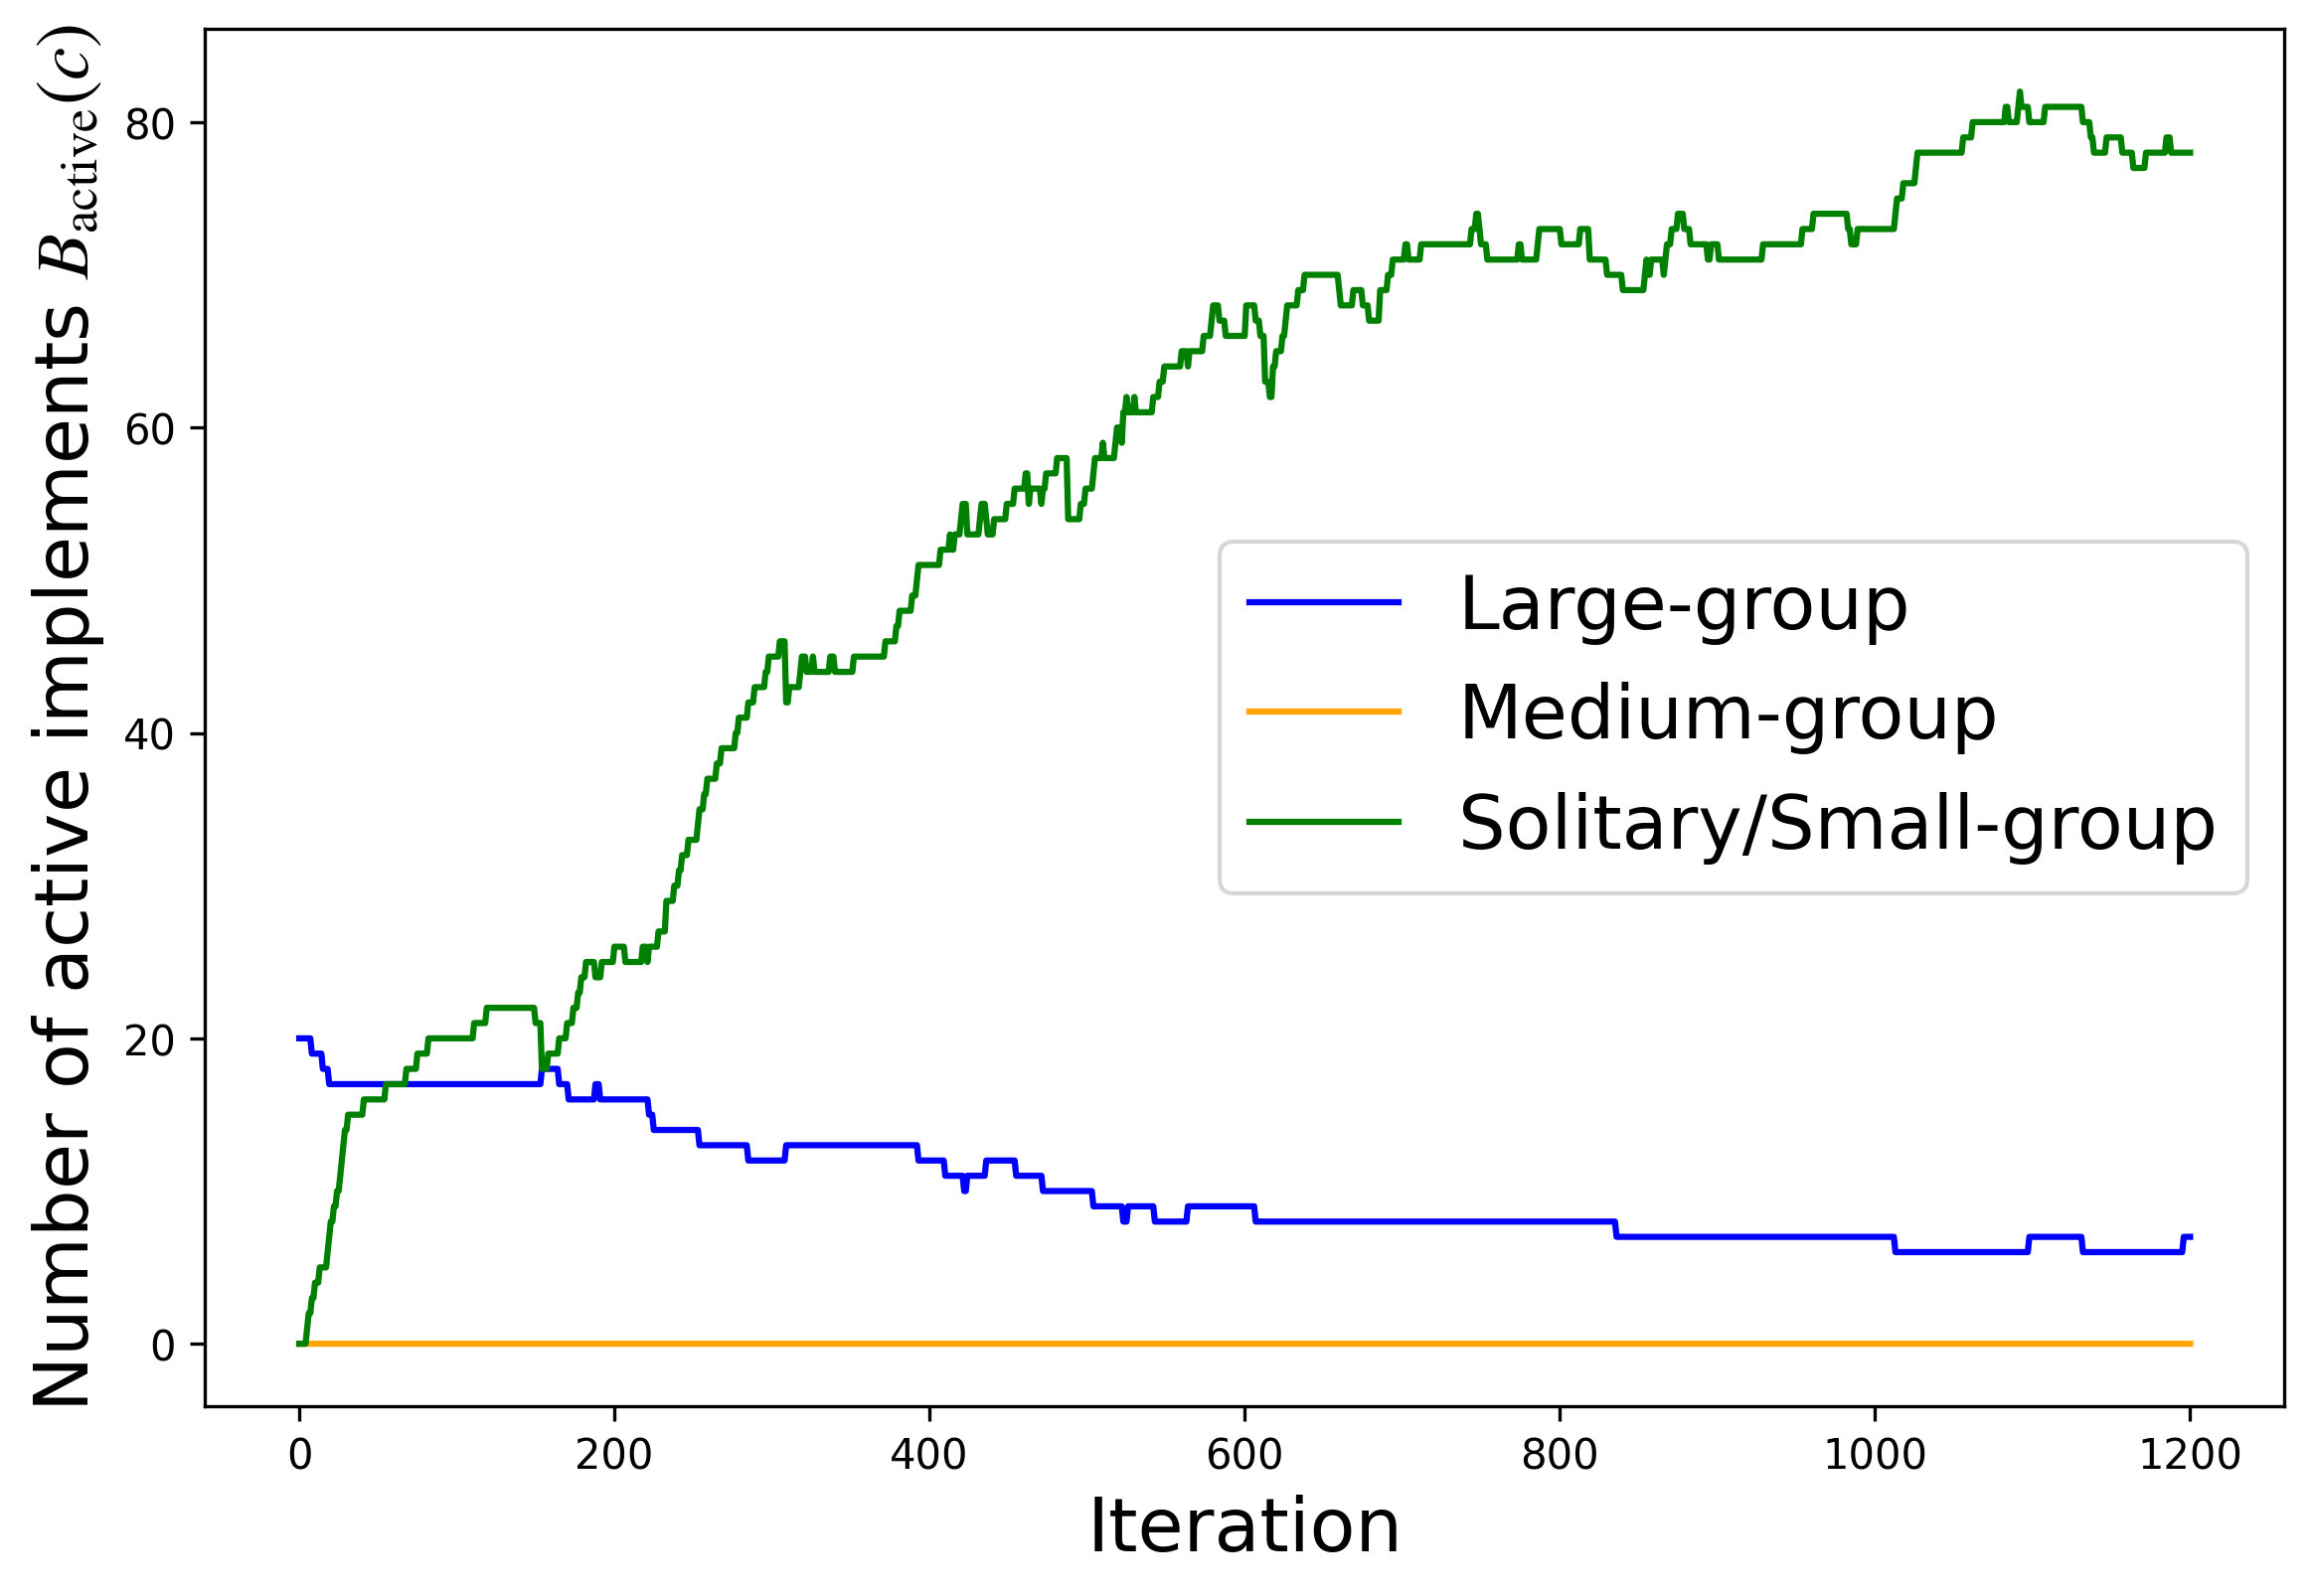 Number of active implements B_active(c)
80
60
40
20
0
Large-group
Medium-group
Solitary/Small-group
0 200 400 600 800 1000 1200
Iteration